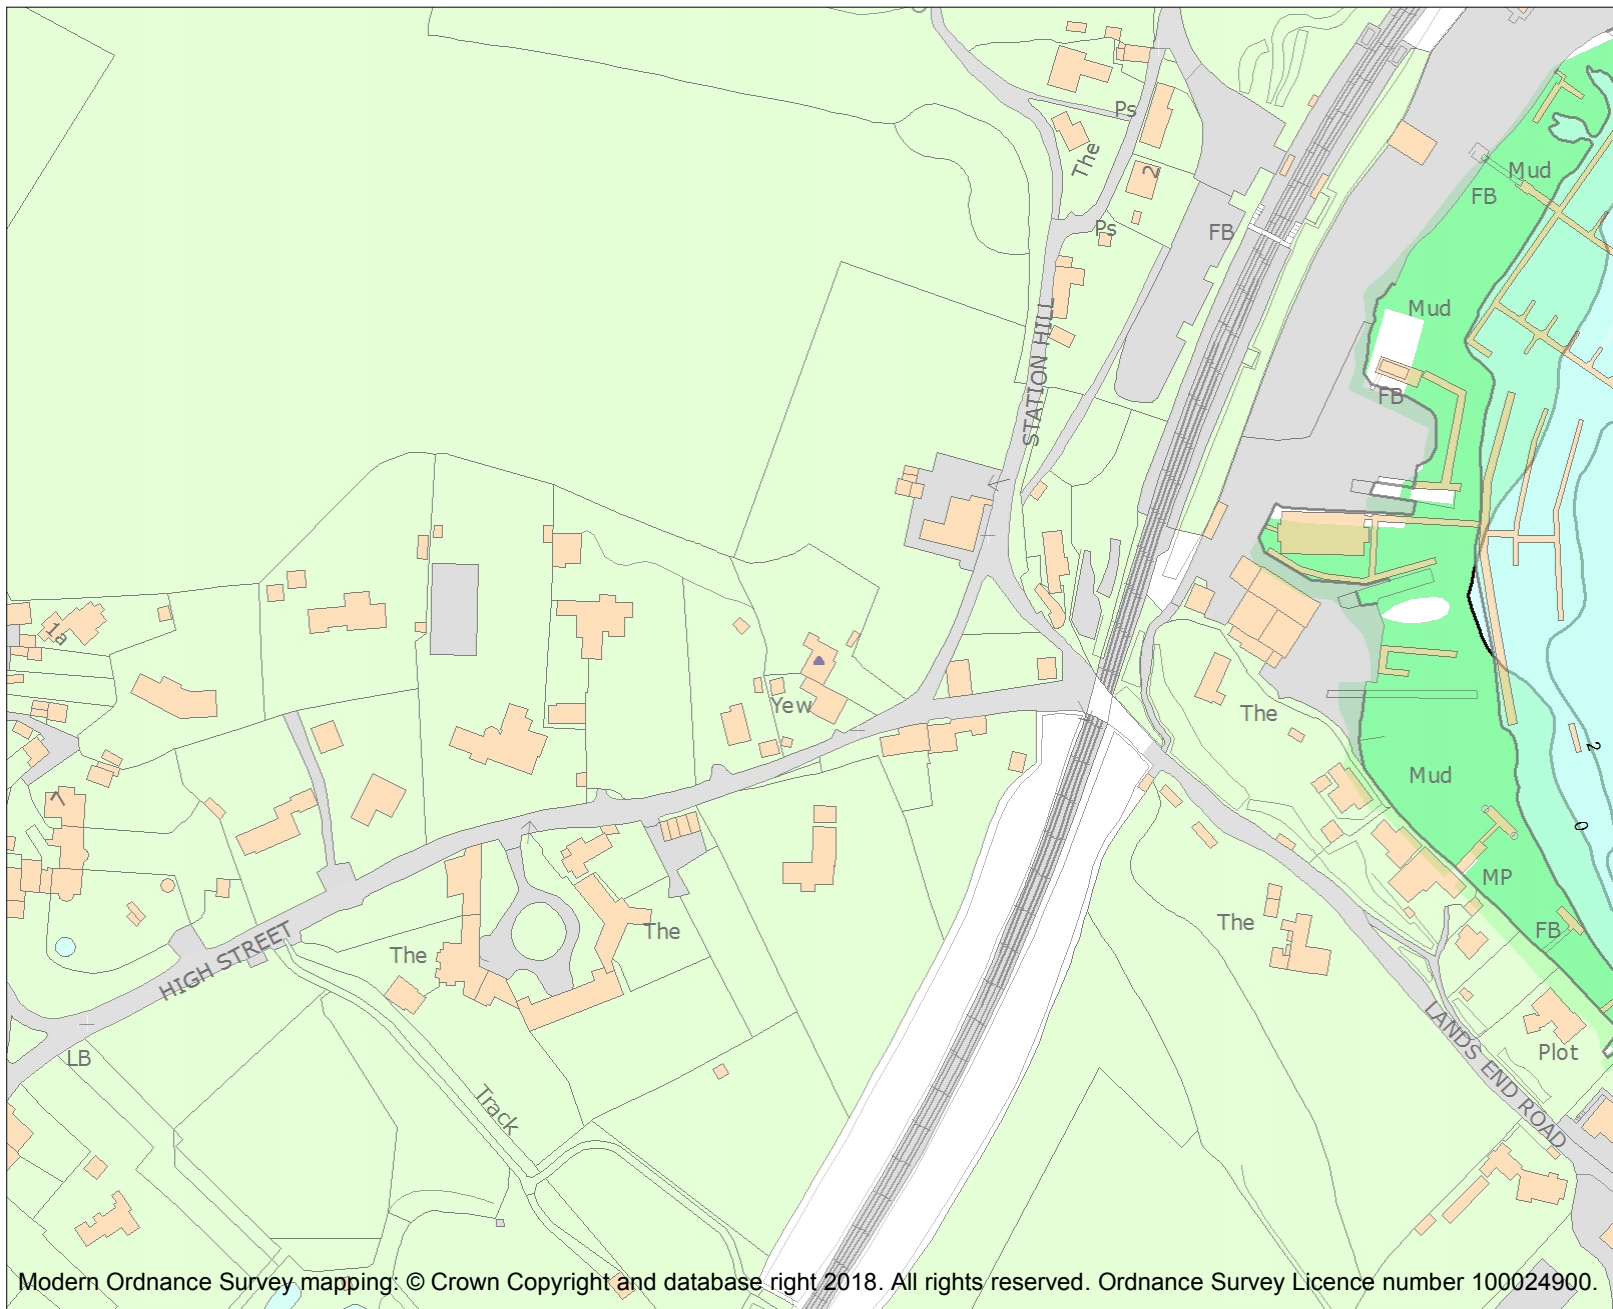 Ps
The
2
Ps
FB
Mud
FB
Mud
FB
STATION HILL
1a
Yew
The
Mud
2
0
7
MP
FB
The
The
The
HIGH STREET
LB
Track
LANDS END ROAD
Plot
Modern Ordnance Survey mapping: © Crown Copyright and database right 2018. All rights reserved. Ordnance Survey Licence number 100024900.